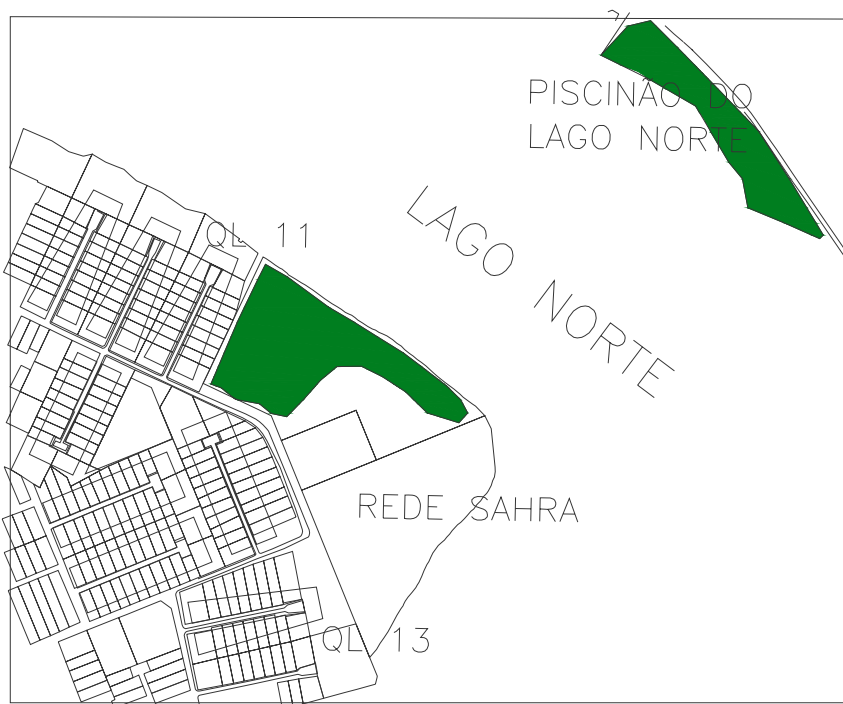 PISCINÃO DO
LAGO NORTE
LAGO NORTE
QL 11
REDE SAHRA
QL 13